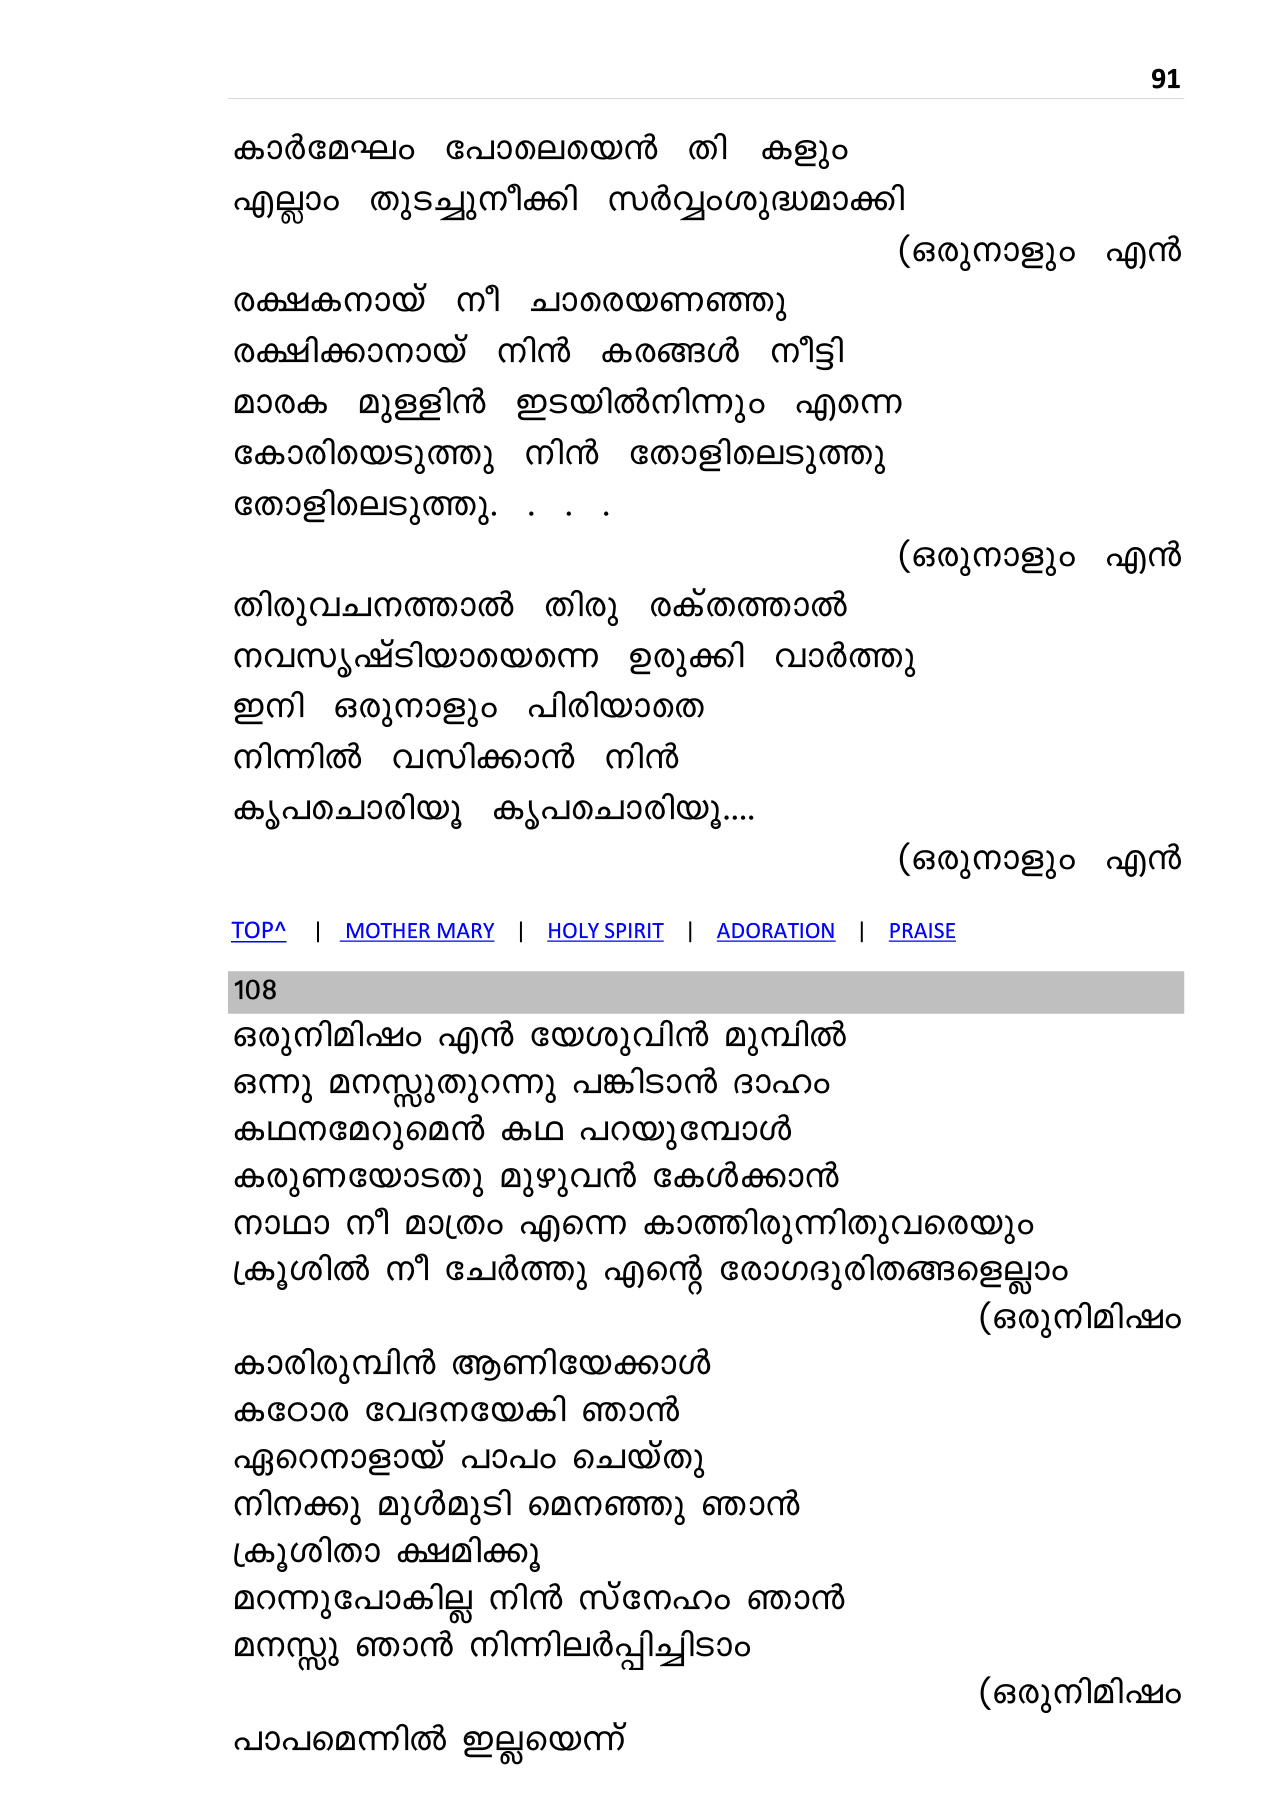 91
കാർമേഘം പോലെയെൻ തി കളും
എല്ലാം തുടച്ചുനീക്കി സർവ്വംശുദ്ധമാക്കി
(ഒരുനാളും എൻ
രക്ഷകനായ് നീ ചാരെയണഞ്ഞു
രക്ഷിക്കാനായ് നിൻ കരങ്ങൾ നീട്ടി
മാരക മുള്ളിൻ ഇടയിൽനിന്നും എന്നെ
കോരിയെടുത്തു നിൻ തോളിലെടുത്തു
തോളിലെടുത്തു. . . .
(ഒരുനാളും എൻ
തിരുവചനത്താൽ തിരു രക്തത്താൽ
നവസൃഷ്ടിയായെന്നെ ഉരുക്കി വാർത്തു
ഇനി ഒരുനാളും പിരിയാതെ
നിന്നിൽ വസിക്കാൻ നിൻ
കൃപചൊരിയൂ കൃപചൊരിയൂ....
(ഒരുനാളും എൻ
TOP^ | MOTHER MARY | HOLY SPIRIT | ADORATION | PRAISE
108
ഒരുനിമിഷം എൻ യേശുവിൻ മുമ്പിൽ
ഒന്നു മനസ്സുതുറന്നു പങ്കിടാൻ ദാഹം
കഥനമേറുമെൻ കഥ പറയുമ്പോൾ
കരുണയോടതു മുഴുവൻ കേൾക്കാൻ
നാഥാ നീ മാത്രം എന്നെ കാത്തിരുന്നിതുവരെയും
ക്രൂശിൽ നീ ചേർത്തു എന്റെ രോഗദുരിതങ്ങളെല്ലാം
(ഒരുനിമിഷം
കാരിരുമ്പിൻ ആണിയേക്കാൾ
കഠോര വേദനയേകി ഞാൻ
ഏറെനാളായ് പാപം ചെയ്തു
നിനക്കു മുൾമുടി മെനഞ്ഞു ഞാൻ
ക്രൂശിതാ ക്ഷമിക്കൂ
മറന്നുപോകില്ല നിൻ സ്നേഹം ഞാൻ
മനസ്സു ഞാൻ നിന്നിലർപ്പിച്ചിടാം
(ഒരുനിമിഷം
പാപമെന്നിൽ ഇല്ലയെന്ന്